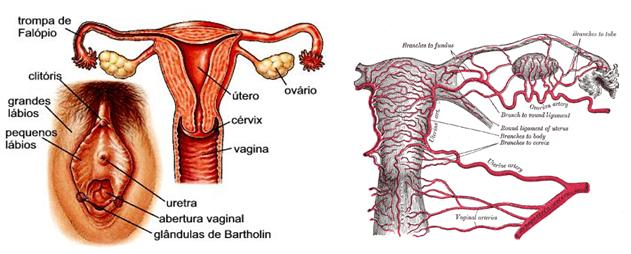 trompa de
Falópio
clitóris
grandes
lábios
pequenos
lábios
ovário
útero
cérvix
vagina
uretra
abertura vaginal
glândulas de Bartholin
Branches to fundus
Branches to tube
Ovarian artery
Branch to round ligament
Round ligament of uterus
Branches to body
Branches to cervix
Uterine art.
Uterine artery
Vaginal arteries